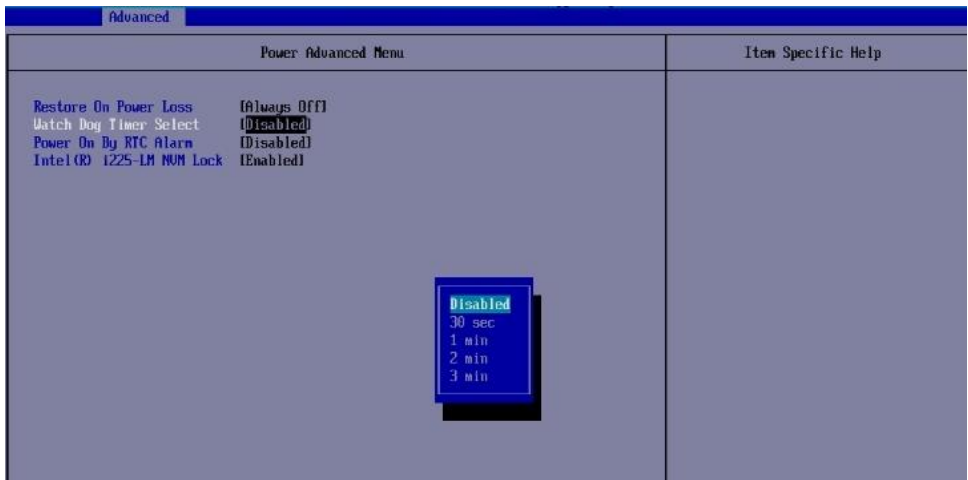 Advanced
Power Advanced Menu
Item Specific Help
Restore On Power Loss [Always Off]
Watch Dog Timer Select [Disabled]
Power On By RTC Alarm [Disabled]
Intel(R) i225-LM NVM Lock [Enabled]
Disabled
30 sec
1 min
2 min
3 min